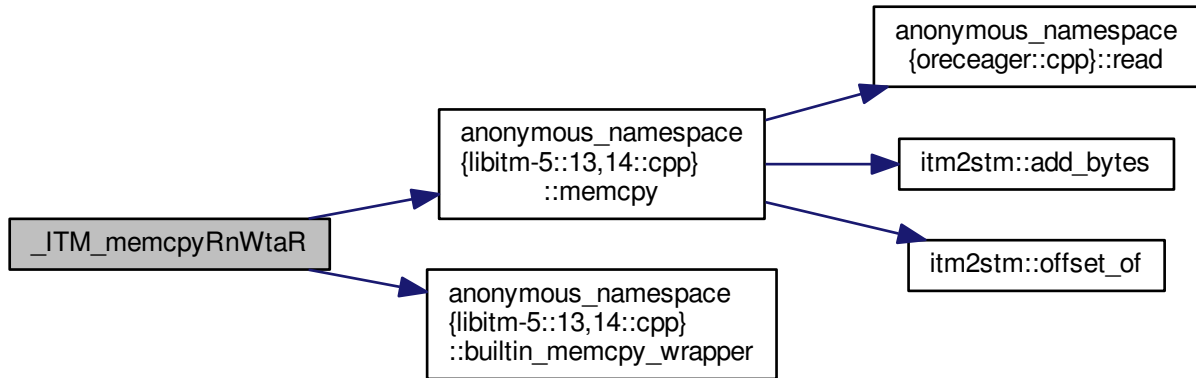 _ITM_memcpyRnWtaR
anonymous_namespace
{libitm-5::13,14::cpp}
::memcpy
anonymous_namespace
{libitm-5::13,14::cpp}
::builtin_memcpy_wrapper
anonymous_namespace
{oreceager::cpp}::read
itm2stm::add_bytes
itm2stm::offset_of